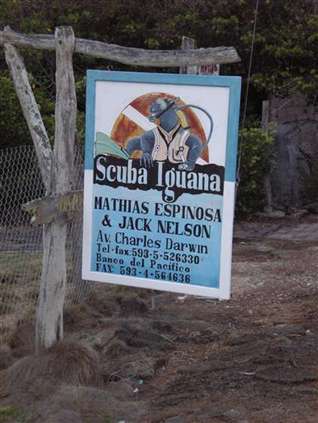 Scuba Iguana
MATHIAS ESPINOSA
& JACK NELSON
Av. Charles Darwin
Tel-fax:593-5-526330
Banco del Pacífico
FAX: 593-4-564636